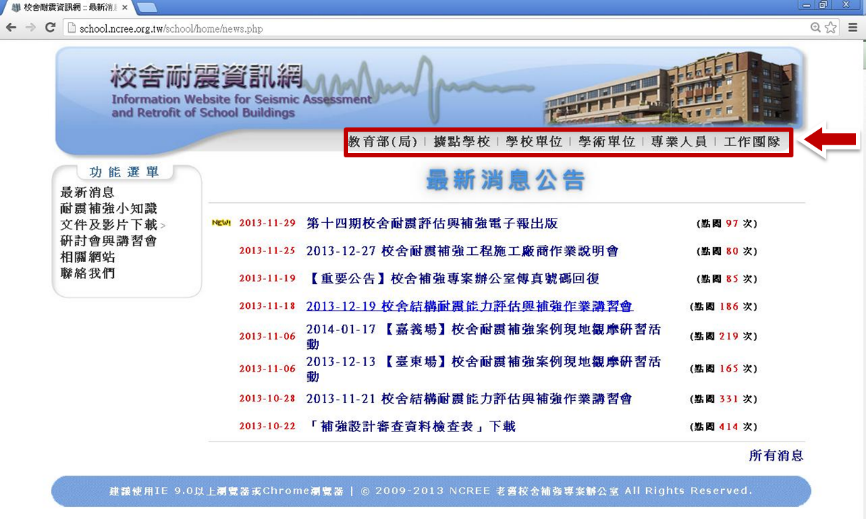 校舍耐震資訊網 :: 最新消
school.ncree.org.tw/school/home/news.php
校舍耐震資訊網
Information Website for Seismic Assessment
and Retrofit of School Buildings
教育部(局) | 擴點學校 | 學校單位 | 學術單位 | 專業人員 | 工作團隊
功能選單
最新消息
耐震補強小知識
文件及影片下載 >
研討會與講習會
相關網站
聯絡我們
最新消息公告
NEW! 2013-11-29 第十四期校舍耐震評估與補強電子報出版 (點閱 97 次)
2013-11-25 2013-12-27 校舍耐震補強工程施工廠商作業說明會 (點閱 80 次)
2013-11-19 【重要公告】校舍補強專案辦公室傳真號碼回復 (點閱 85 次)
2013-11-18 2013-12-19 校舍結構耐震能力評估與補強作業講習會 (點閱 186 次)
2013-11-06 2014-01-17 【嘉義場】校舍耐震補強案例現地觀摩研習活動 (點閱 219 次)
2013-11-06 2013-12-13 【臺東場】校舍耐震補強案例現地觀摩研習活動 (點閱 165 次)
2013-10-28 2013-11-21 校舍結構耐震能力評估與補強作業講習會 (點閱 331 次)
2013-10-22 「補強設計審查資料檢查表」下載 (點閱 414 次)
所有消息
建議使用IE 9.0以上瀏覽器或Chrome瀏覽器 | © 2009-2013 NCREE 老舊校舍補強專案辦公室 All Rights Reserved.